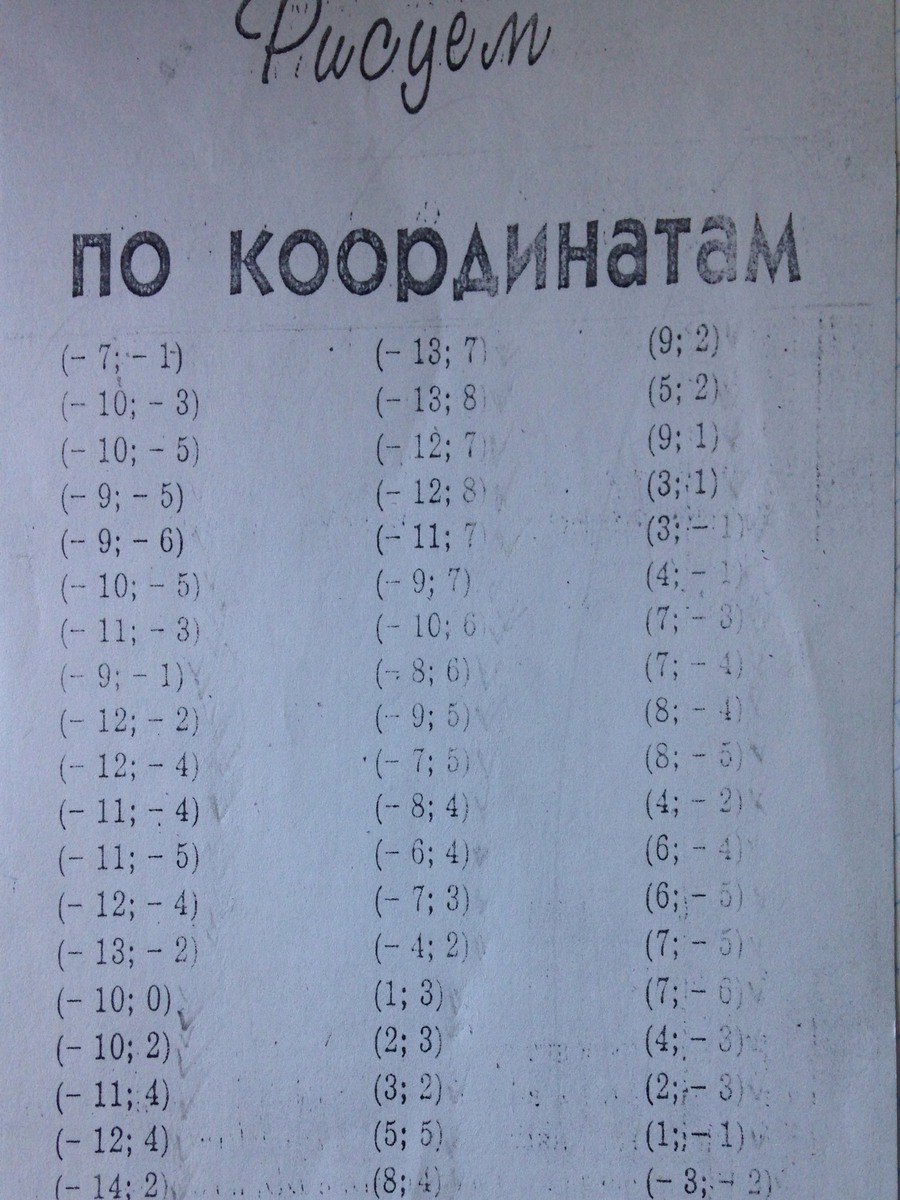 Рисуем
по координатам
(- 7; - 1)
(- 10; - 3)
(- 10; - 5)
(- 9; - 5)
(- 9; - 6)
(- 10; - 5)
(- 11; - 3)
(- 9; - 1)
(- 12; - 2)
(- 12; - 4)
(- 11; - 4)
(- 11; - 5)
(- 12; - 4)
(- 13; - 2)
(- 10; 0)
(- 10; 2)
(- 11; 4)
(- 12; 4)
(- 14; 2)
(- 13; 7)
(- 13; 8)
(- 12; 7)
(- 12; 8)
(- 11; 7)
(- 9; 7)
(- 10; 6)
(- 8; 6)
(- 9; 5)
(- 7; 5)
(- 8; 4)
(- 6; 4)
(- 7; 3)
(- 4; 2)
(1; 3)
(2; 3)
(3; 2)
(5; 5)
(8; 4)
(9; 2)
(5; 2)
(9; 1)
(3; 1)
(3; - 1)
(4; - 1)
(7; - 3)
(7; - 4)
(8; - 4)
(8; - 5)
(4; - 2)
(6; - 4)
(6; - 5)
(7; - 5)
(7; - 6)
(4; - 3)
(2; - 3)
(1; - 1)
(- 3; - 2)